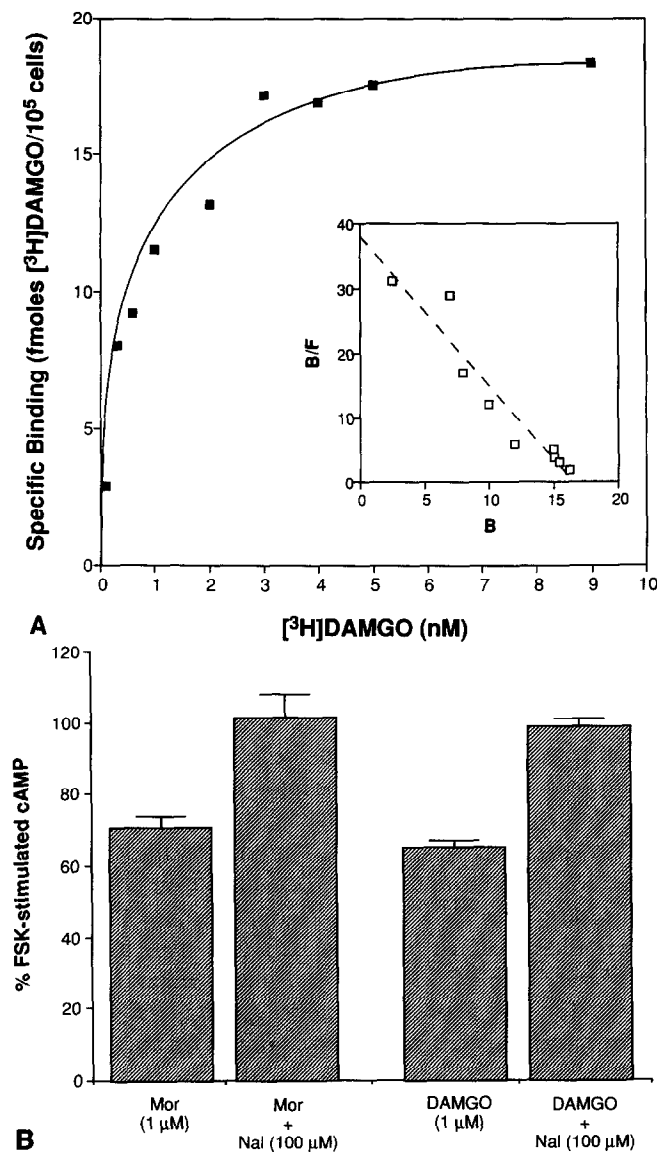 20
15
10
5
0
Specific Binding (fmoles [³H]DAMGO/10⁵ cells)
40
30
20
10
0
B/F
0 5 10 15 20
B
0 1 2 3 4 5 6 7 8 9 10
A
[³H]DAMGO (nM)
120
100
80
60
40
20
0
% FSK-stimulated cAMP
Mor
(1 μM)
Mor
+
Nal (100 μM)
DAMGO
(1 μM)
DAMGO
+
Nal (100 μM)
B